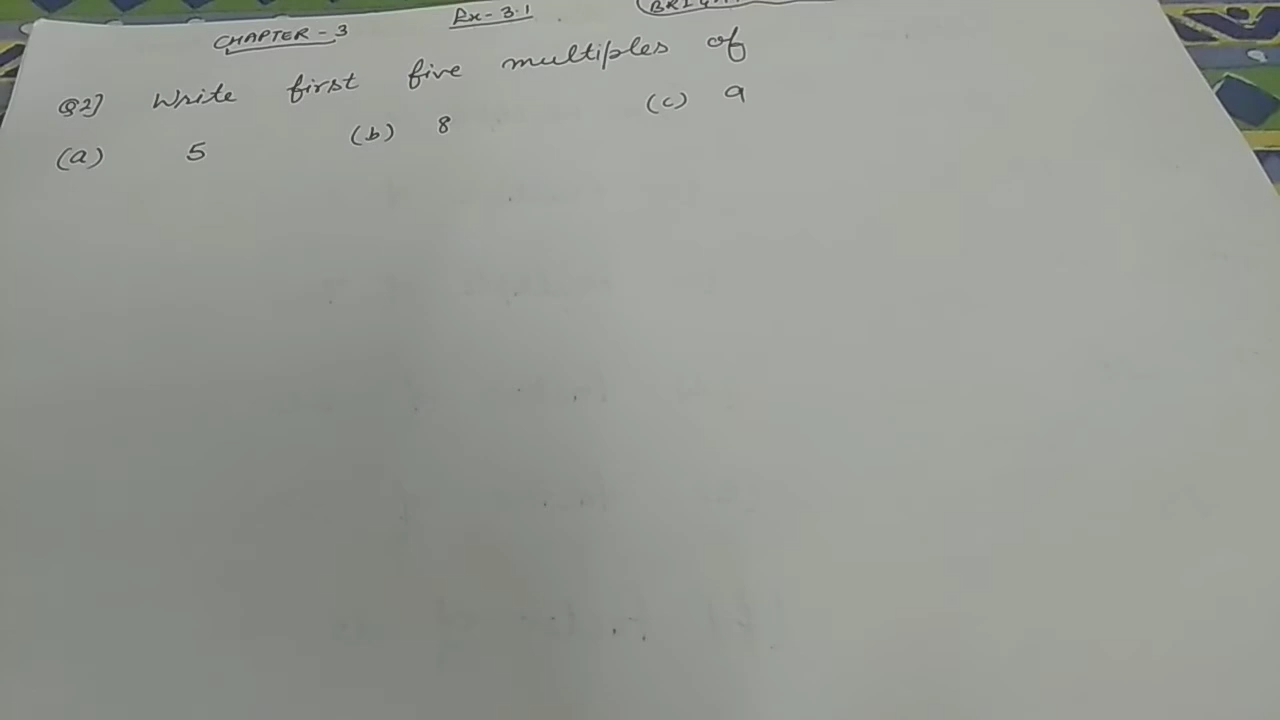 CHAPTER - 3 Ex - 3.1
Q2] Write first five multiples of
(a) 5 (b) 8 (c) 9